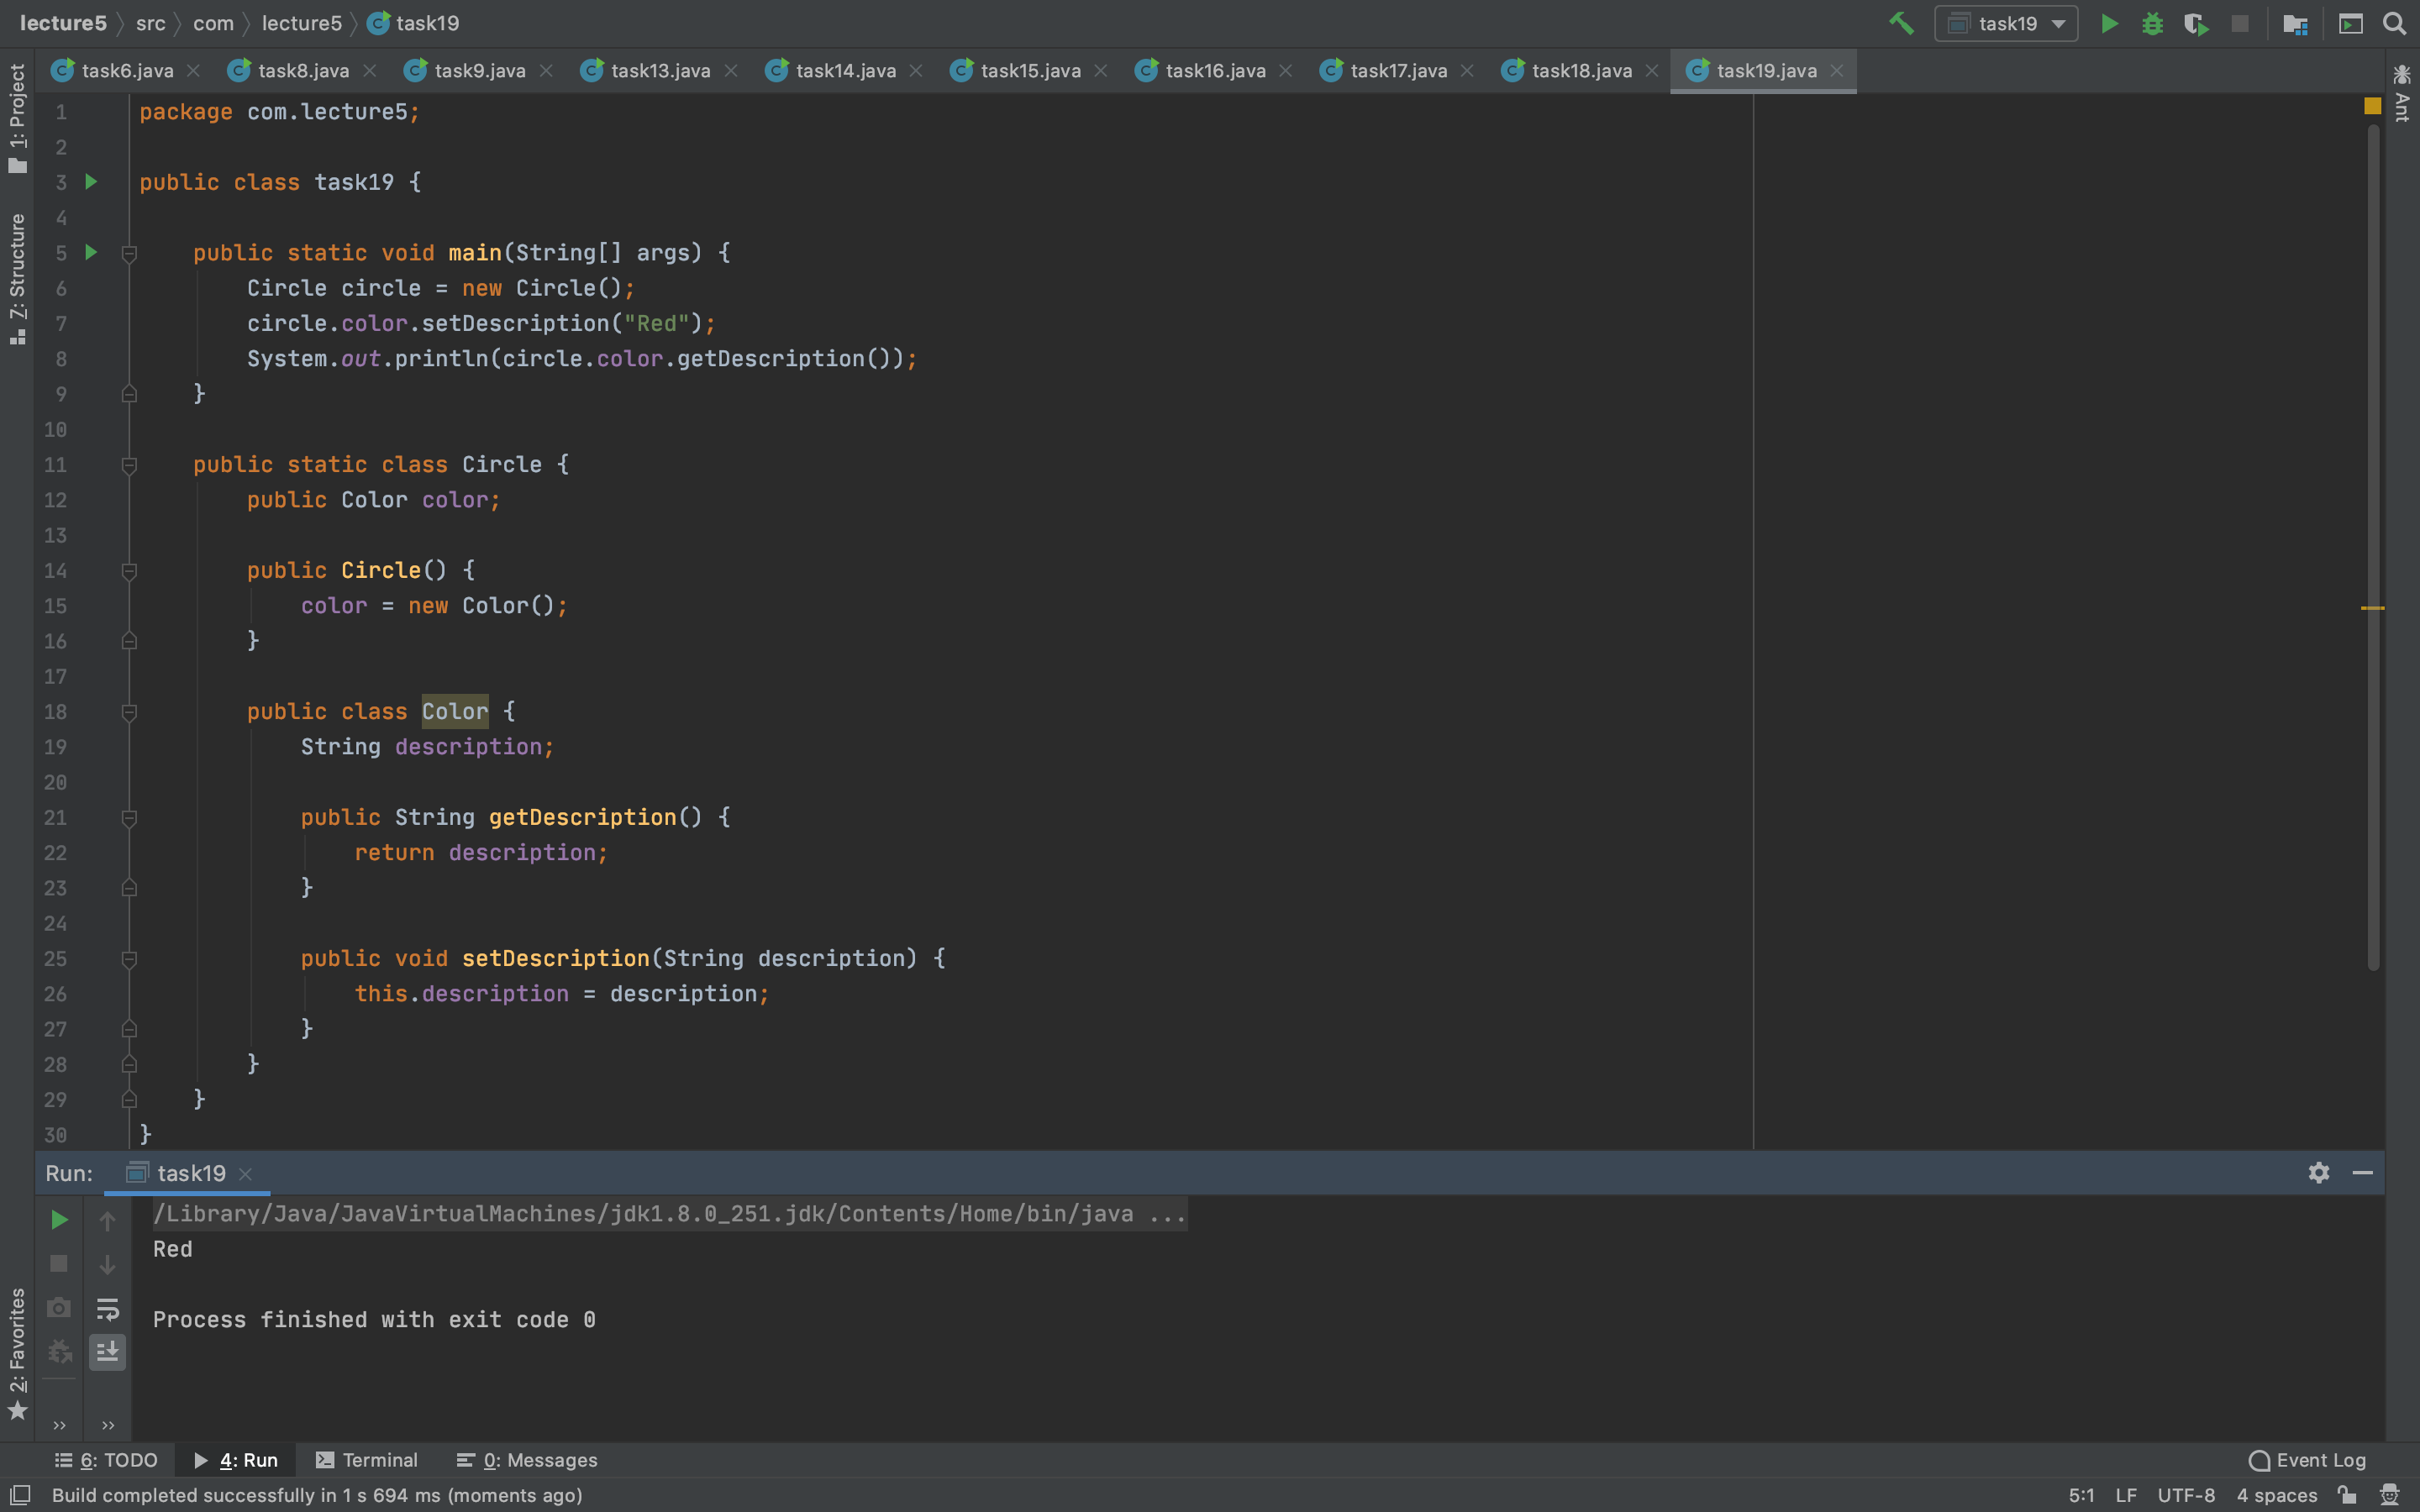 lecture5 src com lecture5 task19 task19
task6.java task8.java task9.java task13.java task14.java task15.java task16.java task17.java task18.java task19.java
1: Project
7: Structure
2: Favorites
Ant
1 package com.lecture5;
2
3 public class task19 {
4
5 public static void main(String[] args) {
6 Circle circle = new Circle();
7 circle.color.setDescription("Red");
8 System.out.println(circle.color.getDescription());
9 }
10
11 public static class Circle {
12 public Color color;
13
14 public Circle() {
15 color = new Color();
16 }
17
18 public class Color {
19 String description;
20
21 public String getDescription() {
22 return description;
23 }
24
25 public void setDescription(String description) {
26 this.description = description;
27 }
28 }
29 }
30 }
Run: task19
/Library/Java/JavaVirtualMachines/jdk1.8.0_251.jdk/Contents/Home/bin/java ...
Red
Process finished with exit code 0
6: TODO 4: Run Terminal 0: Messages Event Log
Build completed successfully in 1 s 694 ms (moments ago) 5:1 LF UTF-8 4 spaces